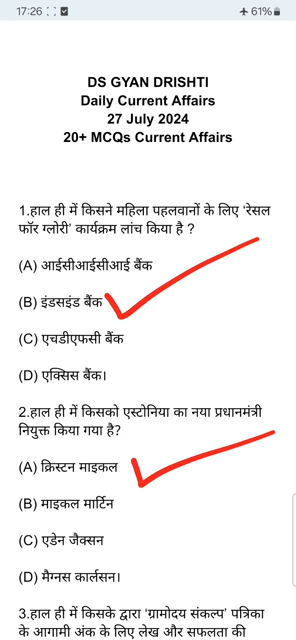 17:26
61%
DS GYAN DRISHTI
Daily Current Affairs
27 July 2024
20+ MCQs Current Affairs
1.हाल ही में किसने महिला पहलवानों के लिए 'रेसल
फॉर ग्लोरी' कार्यक्रम लांच किया है ?
(A) आईसीआईसीआई बैंक
(B) इंडसइंड बैंक
(C) एचडीएफसी बैंक
(D) एक्सिस बैंक।
2.हाल ही में किसको एस्टोनिया का नया प्रधानमंत्री
नियुक्त किया गया है?
(A) क्रिस्टन माइकल
(B) माइकल मार्टिन
(C) एडेन जैक्सन
(D) मैग्नस कार्लसन।
3.हाल ही में किसके द्वारा 'ग्रामोदय संकल्प' पत्रिका
के आगामी अंक के लिए लेख और सफलता की